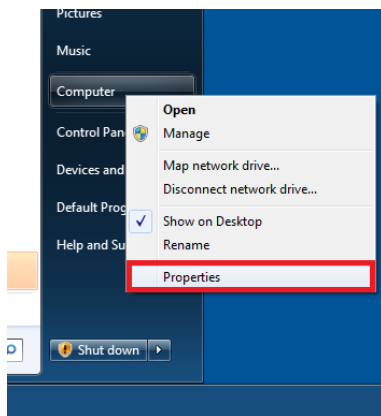 Pictures
Music
Computer
Control Pan
Devices and
Default Prog
Help and Su
Open
Manage
Map network drive...
Disconnect network drive...
Show on Desktop
Rename
Properties
Shut down